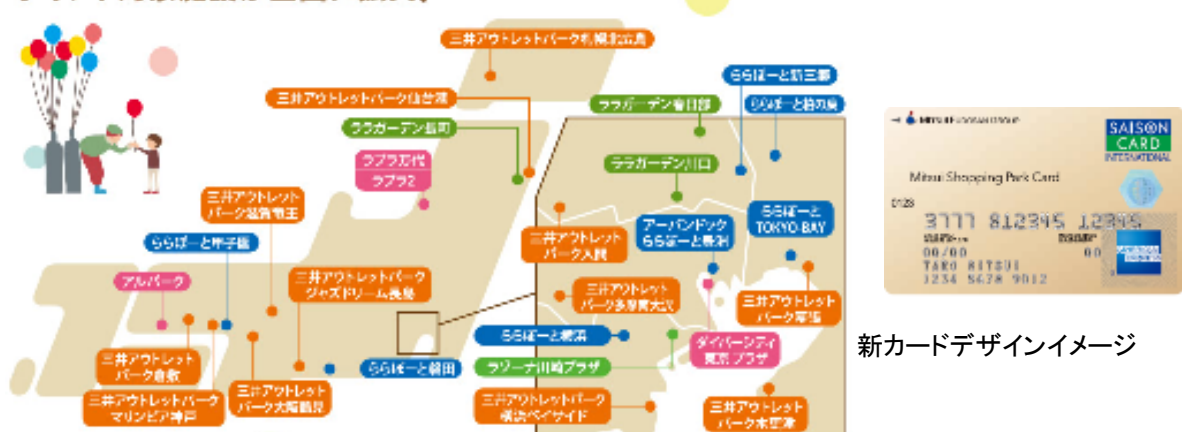 三井アウトレットパーク札幌北広島
三井アウトレットパーク仙台港
ララガーデン長町
ラブラ万代
ラブラ2
三井アウトレット
パーク滋賀竜王
ららぽーと甲子園
アルパーク
三井アウトレットパーク
ジャズドリーム長島
三井アウトレット
パーク倉敷
三井アウトレットパーク
マリンピア神戸
三井アウトレット
パーク大阪鶴見
ららぽーと磐田
ららぽーと新三郷
ららぽーと柏の葉
ララガーデン春日部
ララガーデン川口
三井アウトレット
パーク入間
アーバンドック
ららぽーと豊洲
ららぽーと
TOKYO-BAY
三井アウトレット
パーク多摩南大沢
三井アウトレット
パーク幕張
ららぽーと横浜
ダイバーシティ
東京 プラザ
ラゾーナ川崎プラザ
三井アウトレットパーク
横浜ベイサイド
三井アウトレット
パーク木更津
MITSUI FUDOSAN GROUP
SAISON
CARD
INTERNATIONAL
Mitsui Shopping Park Card
0123
3777 812345 12345
00/00
00
TARO MITSUI
1234 5678 9012
AMERICAN
EXPRESS
新カードデザインイメージ